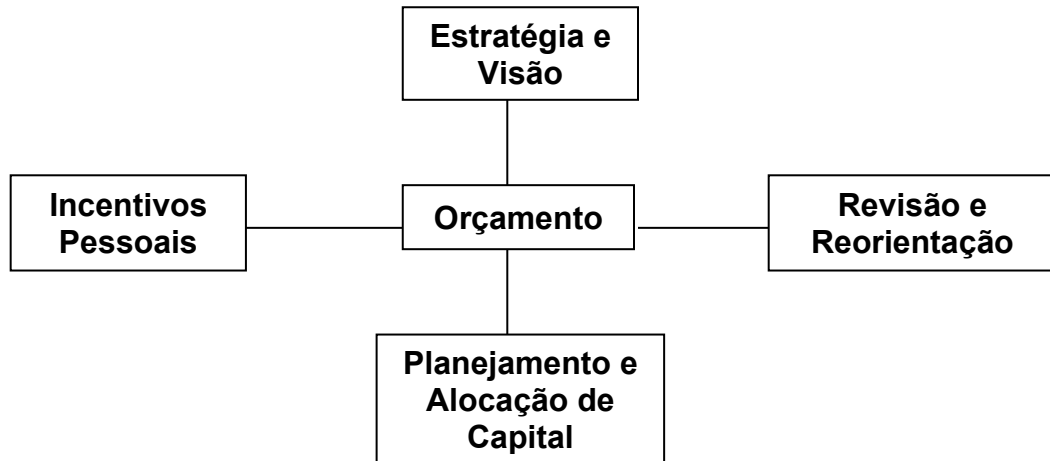 Estratégia e
Visão
Incentivos
Pessoais
Orçamento
Revisão e
Reorientação
Planejamento e
Alocação de
Capital